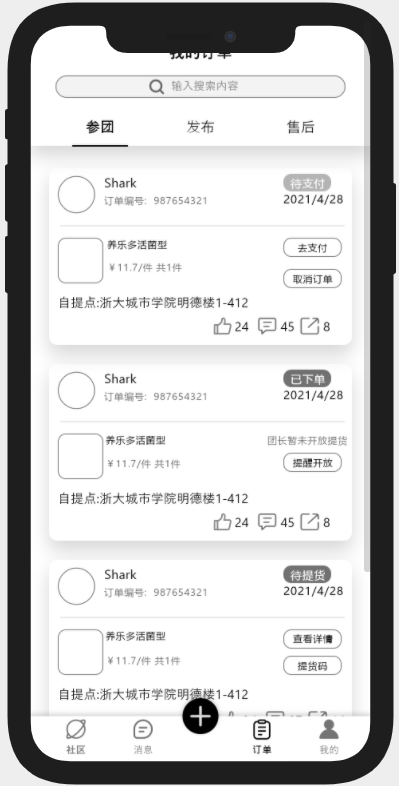 我的订单
输入搜索内容
参团 发布 售后
Shark 待支付
订单编号: 987654321 2021/4/28
养乐多活菌型 去支付
￥11.7/件 共1件 取消订单
自提点:浙大城市学院明德楼1-412
24 45 8
Shark 已下单
订单编号: 987654321 2021/4/28
养乐多活菌型 团长暂未开放提货
￥11.7/件 共1件 提醒开放
自提点:浙大城市学院明德楼1-412
24 45 8
Shark 待提货
订单编号: 987654321 2021/4/28
养乐多活菌型 查看详情
￥11.7/件 共1件 提货码
自提点:浙大城市学院明德楼1-412
社区 消息 订单 我的